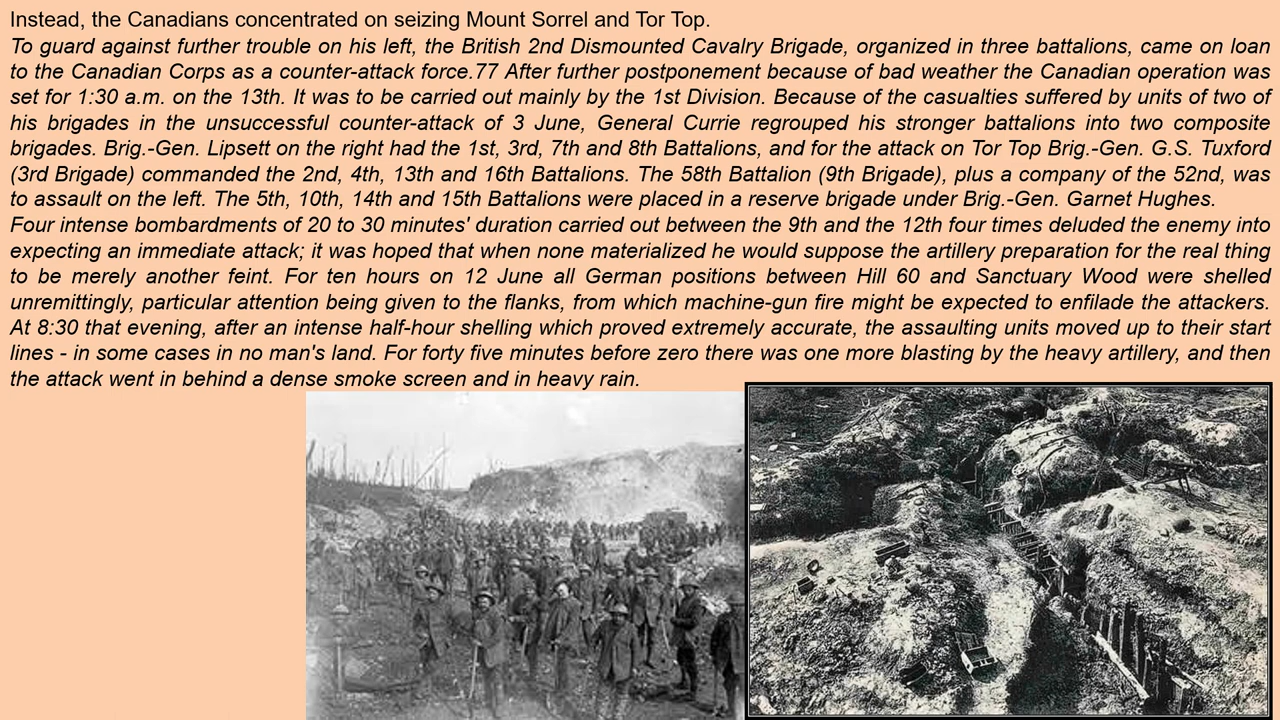 Instead, the Canadians concentrated on seizing Mount Sorrel and Tor Top.
To guard against further trouble on his left, the British 2nd Dismounted Cavalry Brigade, organized in three battalions, came on loan
to the Canadian Corps as a counter-attack force.77 After further postponement because of bad weather the Canadian operation was
set for 1:30 a.m. on the 13th. It was to be carried out mainly by the 1st Division. Because of the casualties suffered by units of two of
his brigades in the unsuccessful counter-attack of 3 June, General Currie regrouped his stronger battalions into two composite
brigades. Brig.-Gen. Lipsett on the right had the 1st, 3rd, 7th and 8th Battalions, and for the attack on Tor Top Brig.-Gen. G.S. Tuxford
(3rd Brigade) commanded the 2nd, 4th, 13th and 16th Battalions. The 58th Battalion (9th Brigade), plus a company of the 52nd, was
to assault on the left. The 5th, 10th, 14th and 15th Battalions were placed in a reserve brigade under Brig.-Gen. Garnet Hughes.
Four intense bombardments of 20 to 30 minutes' duration carried out between the 9th and the 12th four times deluded the enemy into
expecting an immediate attack; it was hoped that when none materialized he would suppose the artillery preparation for the real thing
to be merely another feint. For ten hours on 12 June all German positions between Hill 60 and Sanctuary Wood were shelled
unremittingly, particular attention being given to the flanks, from which machine-gun fire might be expected to enfilade the attackers.
At 8:30 that evening, after an intense half-hour shelling which proved extremely accurate, the assaulting units moved up to their start
lines - in some cases in no man's land. For forty five minutes before zero there was one more blasting by the heavy artillery, and then
the attack went in behind a dense smoke screen and in heavy rain.